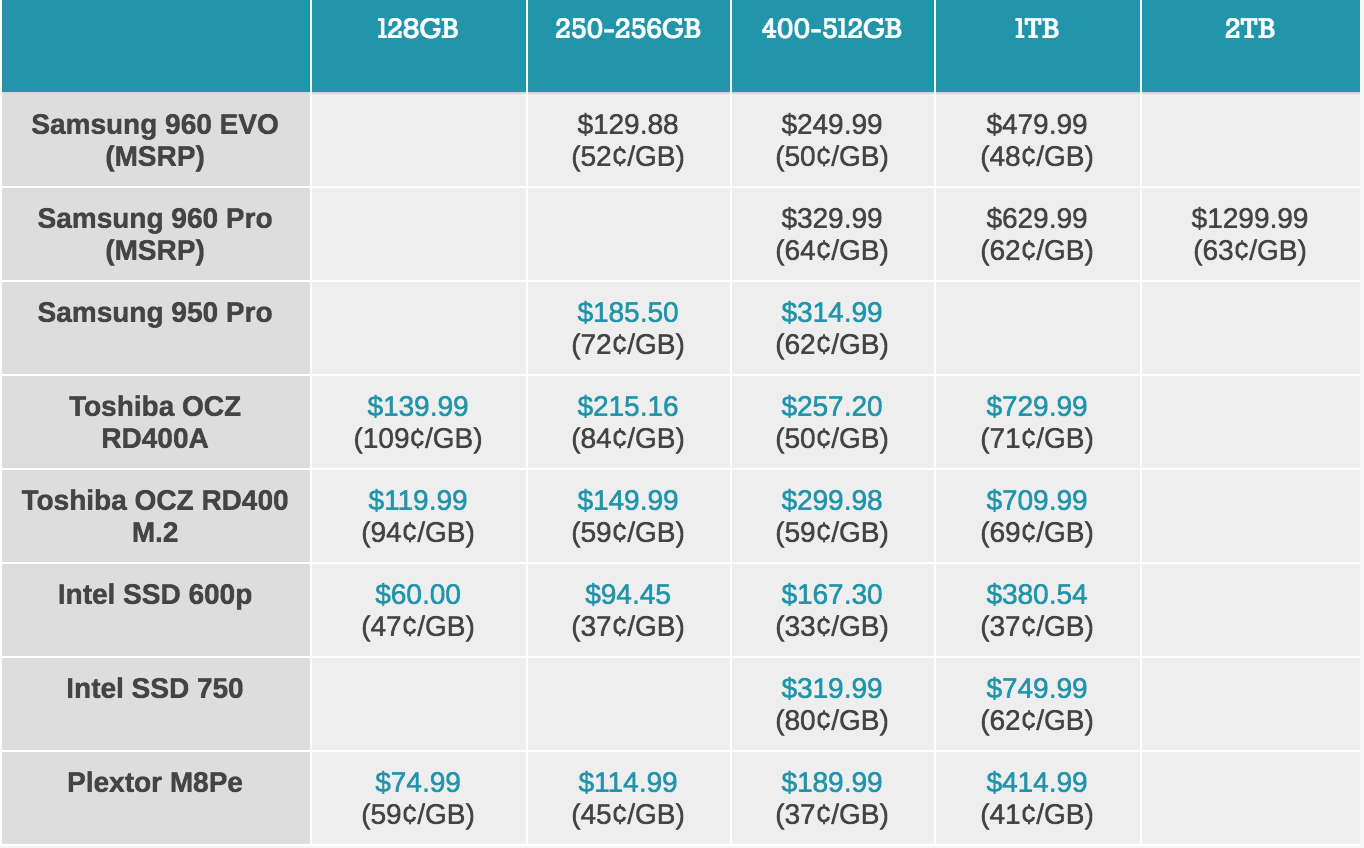 128GB 250-256GB 400-512GB 1TB 2TB
Samsung 960 EVO $129.88 $249.99 $479.99
(MSRP) (52¢/GB) (50¢/GB) (48¢/GB)
Samsung 960 Pro $329.99 $629.99 $1299.99
(MSRP) (64¢/GB) (62¢/GB) (63¢/GB)
Samsung 950 Pro $185.50 $314.99
(72¢/GB) (62¢/GB)
Toshiba OCZ $139.99 $215.16 $257.20 $729.99
RD400A (109¢/GB) (84¢/GB) (50¢/GB) (71¢/GB)
Toshiba OCZ RD400 $119.99 $149.99 $299.98 $709.99
M.2 (94¢/GB) (59¢/GB) (59¢/GB) (69¢/GB)
Intel SSD 600p $60.00 $94.45 $167.30 $380.54
(47¢/GB) (37¢/GB) (33¢/GB) (37¢/GB)
Intel SSD 750 $319.99 $749.99
(80¢/GB) (62¢/GB)
Plextor M8Pe $74.99 $114.99 $189.99 $414.99
(59¢/GB) (45¢/GB) (37¢/GB) (41¢/GB)